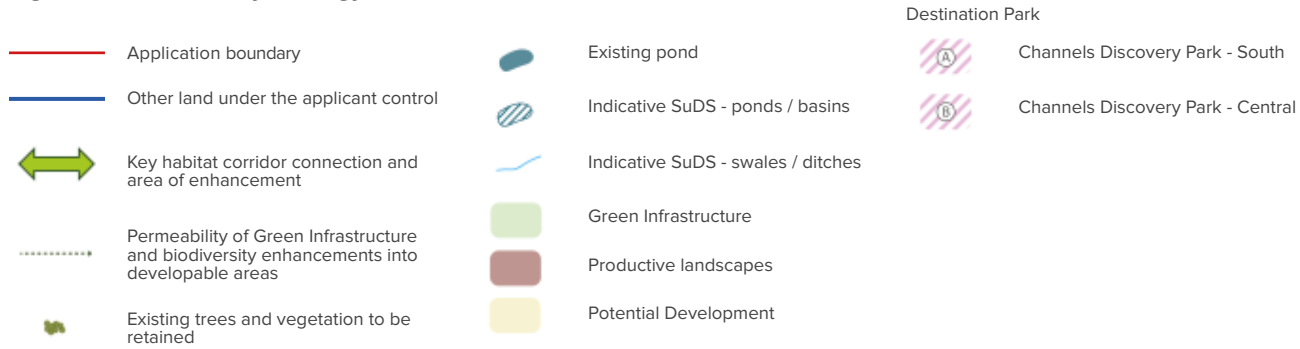 Application boundary
Other land under the applicant control
Key habitat corridor connection and
area of enhancement
Permeability of Green Infrastructure
and biodiversity enhancements into
developable areas
Existing trees and vegetation to be
retained
Existing pond
Indicative SuDS - ponds / basins
Indicative SuDS - swales / ditches
Green Infrastructure
Productive landscapes
Potential Development
Destination Park
A
Channels Discovery Park - South
B
Channels Discovery Park - Central